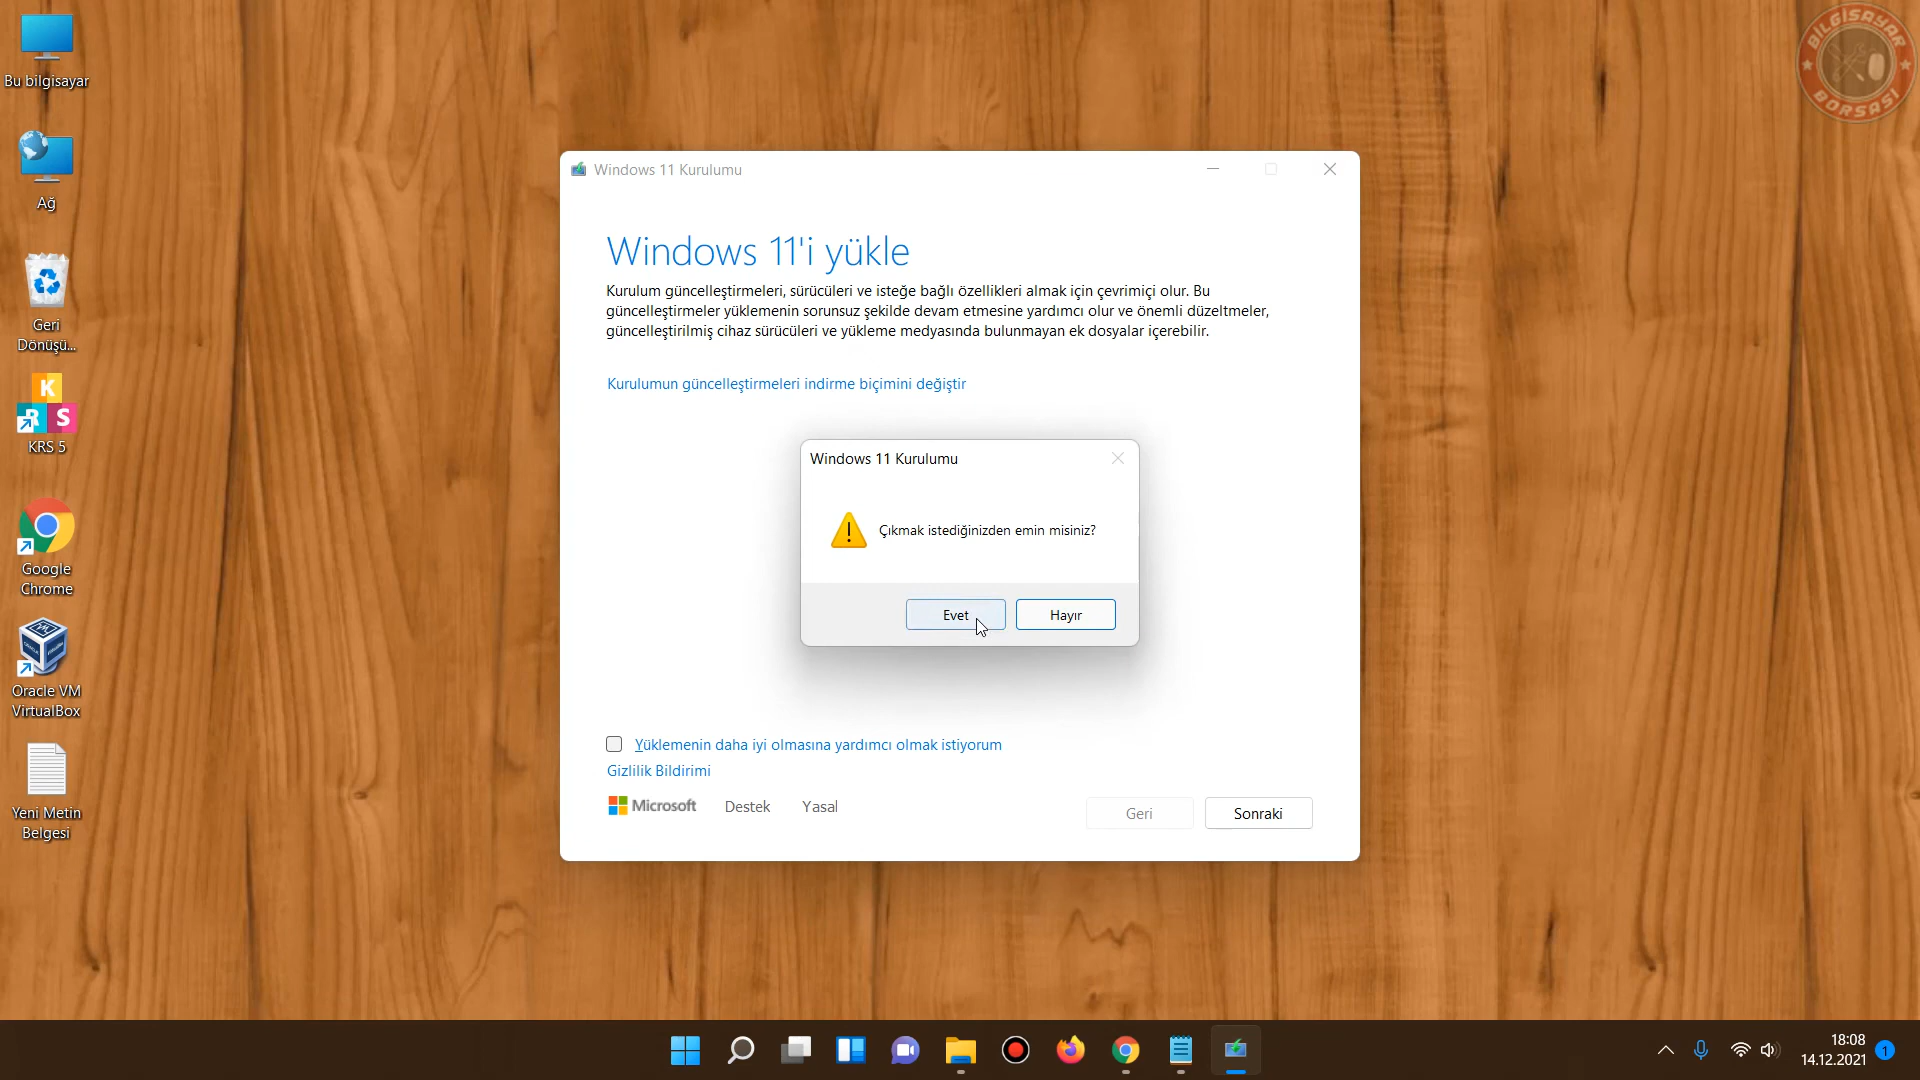 Bu bilgisayar
Ağ
Geri
Dönüşü...
K
R S
KRS 5
Google
Chrome
Oracle VM
VirtualBox
Yeni Metin
Belgesi
BİLGİSAYAR
BORSASI
Windows 11 Kurulumu
Windows 11'i yükle
Kurulum güncelleştirmeleri, sürücüleri ve isteğe bağlı özellikleri almak için çevrimiçi olur. Bu
güncelleştirmeler yüklemenin sorunsuz şekilde devam etmesine yardımcı olur ve önemli düzeltmeler,
güncelleştirilmiş cihaz sürücüleri ve yükleme medyasında bulunmayan ek dosyalar içerebilir.
Kurulumun güncelleştirmeleri indirme biçimini değiştir
Windows 11 Kurulumu
Çıkmak istediğinizden emin misiniz?
Evet Hayır
Yüklemenin daha iyi olmasına yardımcı olmak istiyorum
Gizlilik Bildirimi
Microsoft Destek Yasal
Geri Sonraki
18:08
14.12.2021
1